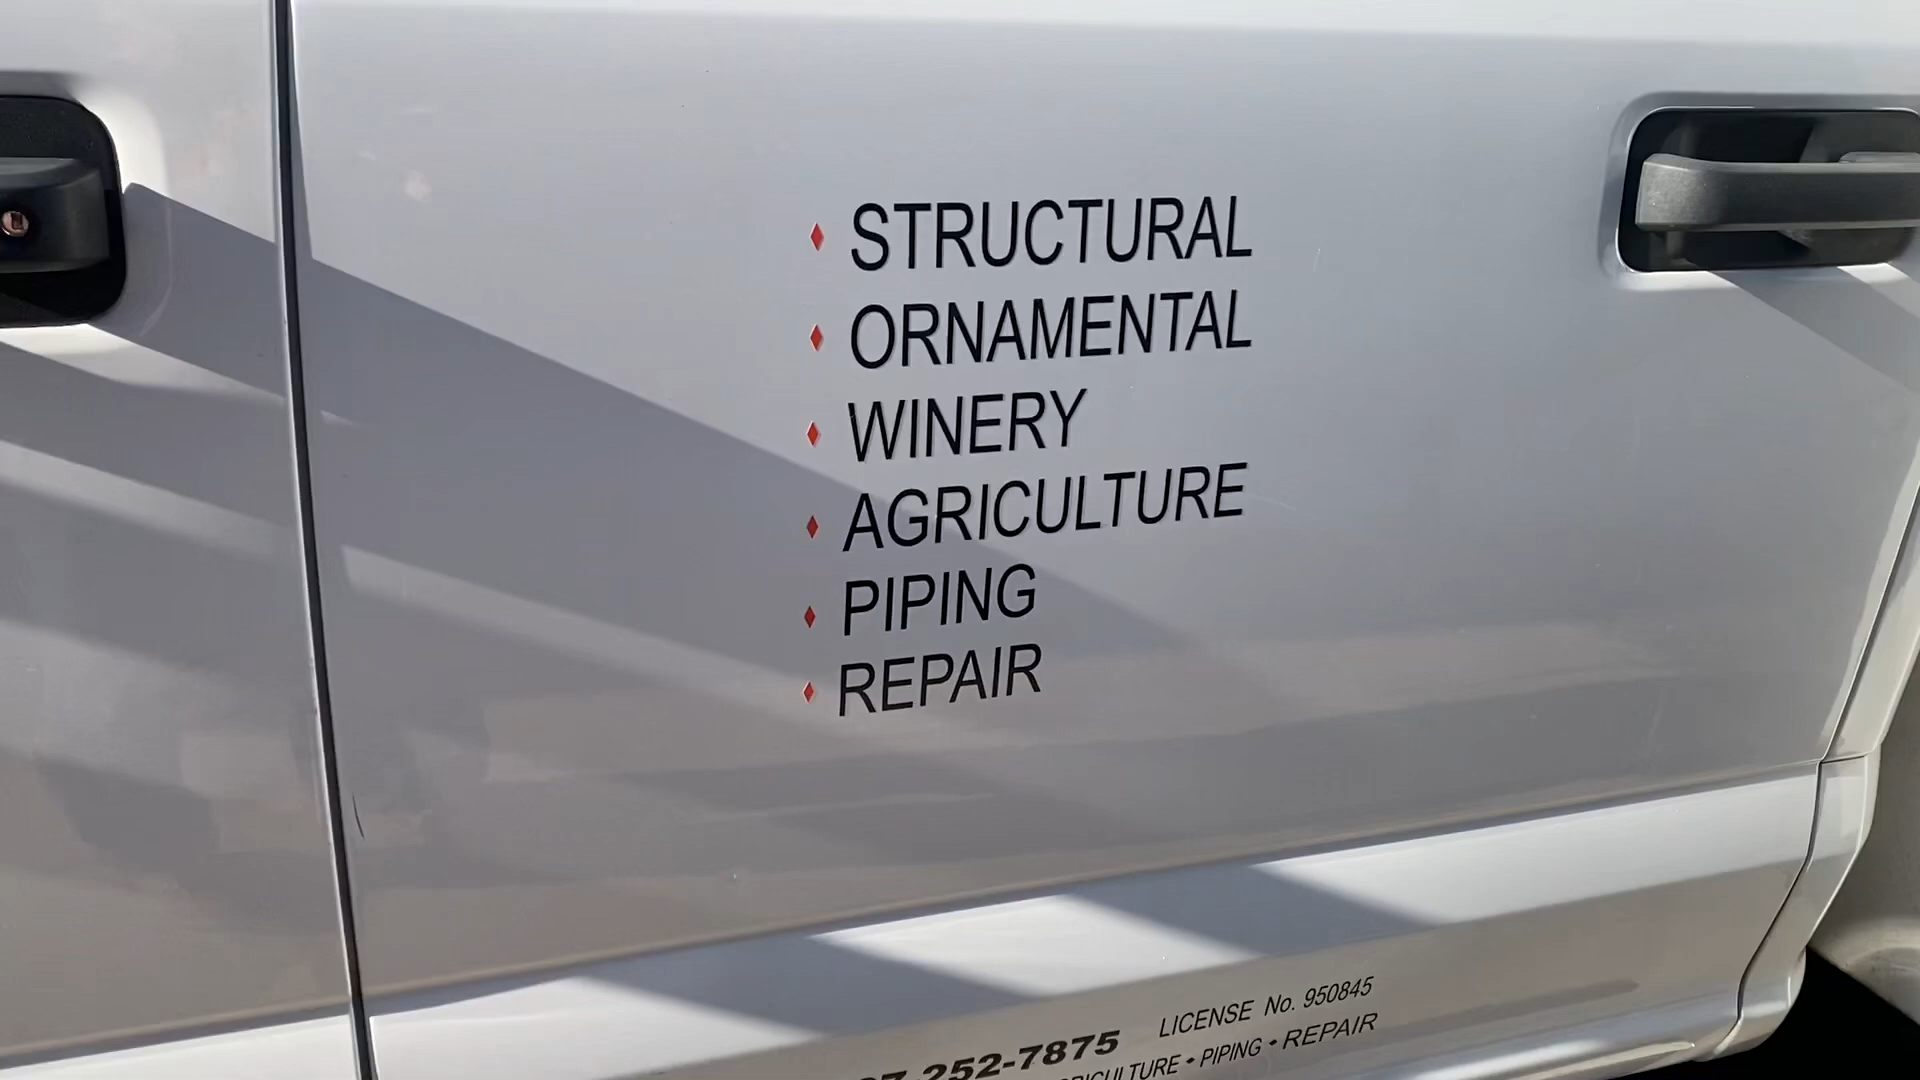 STRUCTURAL
ORNAMENTAL
WINERY
AGRICULTURE
PIPING
REPAIR
252-7875 LICENSE No. 950845
• PIPING • REPAIR